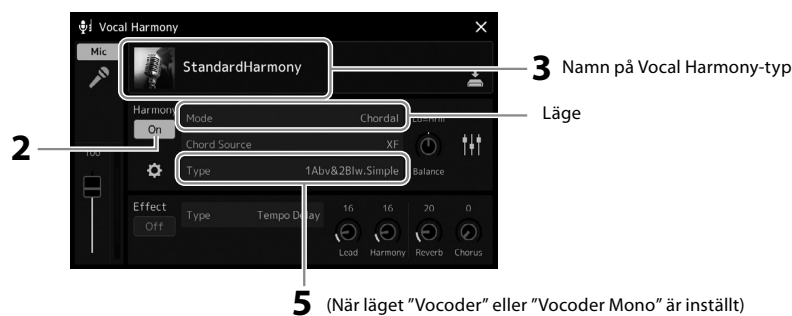 Vocal Harmony
Mic
StandardHarmony
3 Namn på Vocal Harmony-typ
Harmony
On
Mode Chordal
Läge
2
100
Chord Source XF
Type 1Abv&2Blw.Simple
Balance
Effect
Off
Type Tempo Delay
16 16 20 0
Lead Harmony Reverb Chorus
5 (När läget ”Vocoder” eller ”Vocoder Mono” är inställt)